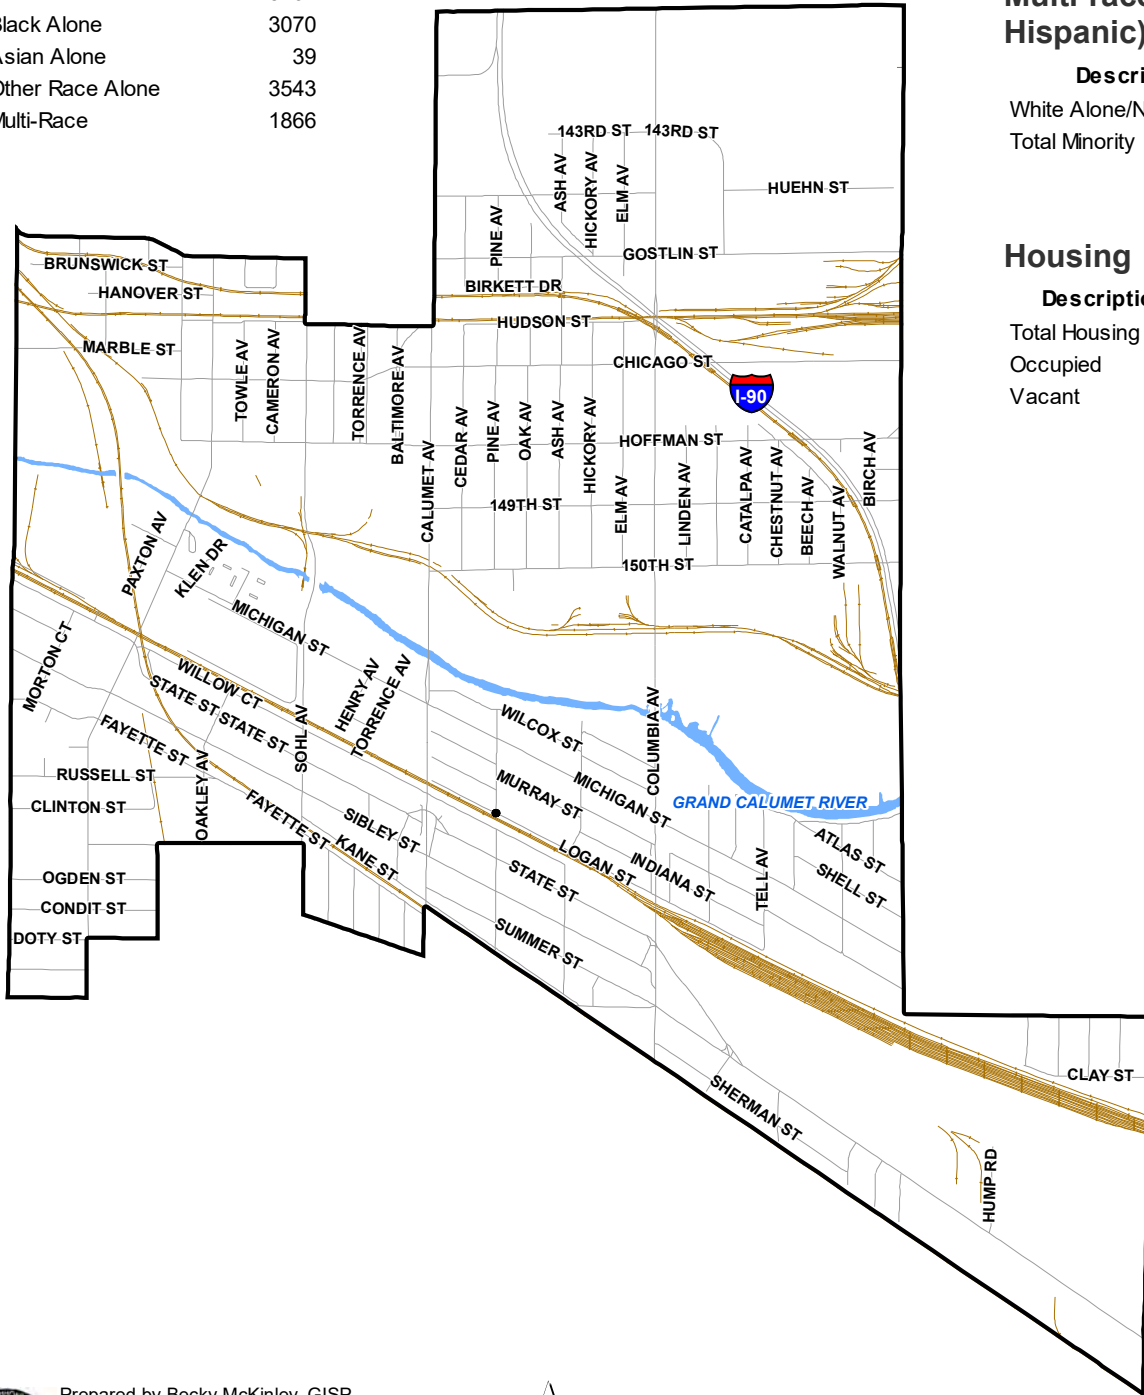 Black Alone 3070
Asian Alone 39
Other Race Alone 3543
Multi-Race 1866
Hispanic)
White Alone/N
Total Minority
Housing
Total Housing
Occupied
Vacant
143RD ST 143RD ST
ASH AV
HICKORY AV
ELM AV
HUEHN ST
PINE AV
GOSTLIN ST
BRUNSWICK ST
HANOVER ST
BIRKETT DR
HUDSON ST
MARBLE ST
CHICAGO ST
TOWLE AV
CAMERON AV
TORRENCE AV
BALTIMORE AV
I-90
CALUMET AV
CEDAR AV
PINE AV
OAK AV
ASH AV
HICKORY AV
HOFFMAN ST
ELM AV
LINDEN AV
CATALPA AV
CHESTNUT AV
BEECH AV
WALNUT AV
BIRCH AV
149TH ST
150TH ST
PAXTON AV
KLEN DR
MICHIGAN ST
MORTON CT
WILLOW CT
STATE ST
STATE ST
HENRY AV
TORRENCE AV
SOHL AV
FAYETTE ST
OAKLEY AV
WILCOX ST
COLUMBIA AV
RUSSELL ST
CLINTON ST
FAYETTE ST
SIBLEY ST
KANE ST
MURRAY ST
MICHIGAN ST
GRAND CALUMET RIVER
LOGAN ST
INDIANA ST
TELL AV
ATLAS ST
SHELL ST
OGDEN ST
CONDIT ST
DOTY ST
STATE ST
SUMMER ST
CLAY ST
SHERMAN ST
HUMP RD
Prepared by Becky McKinley, GISP